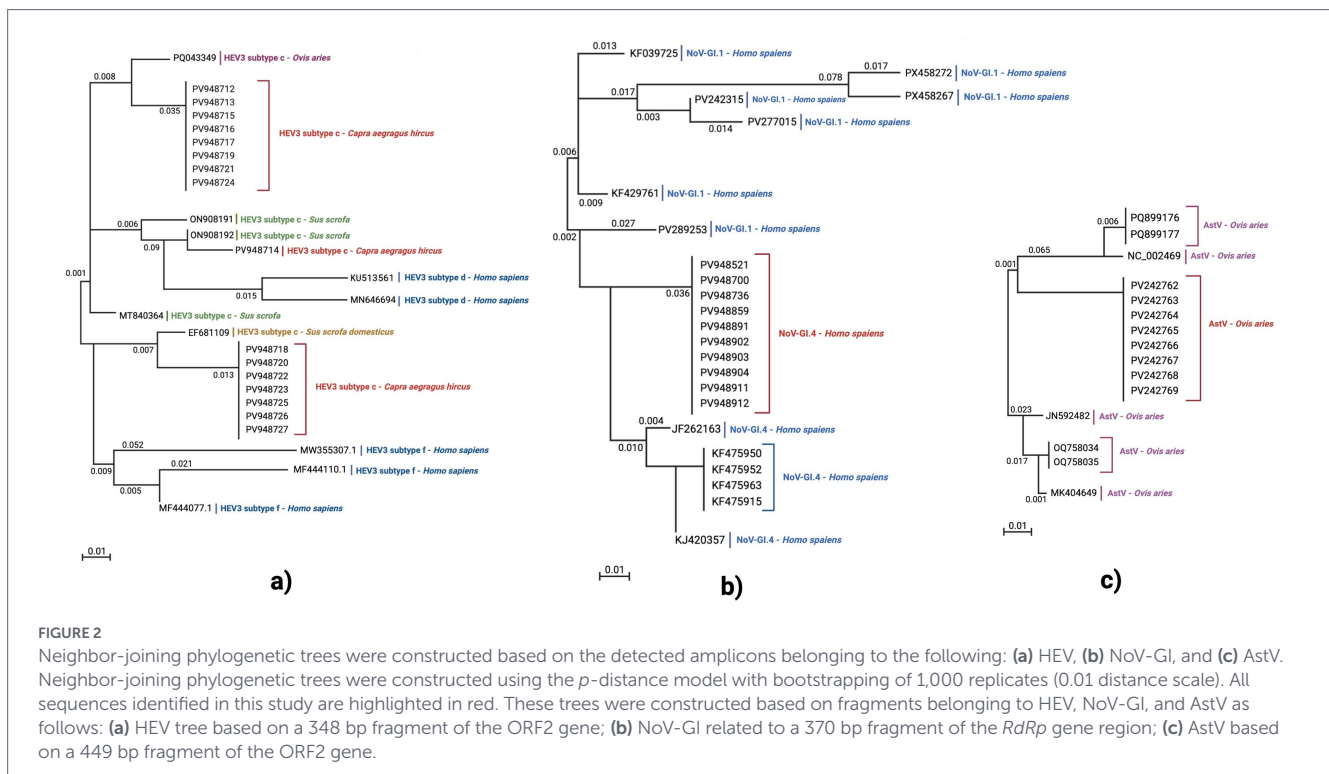 PQ043349 HEV3 subtype c - Ovis aries
0.008
PV948712
PV948713
PV948715
PV948716
PV948717
PV948719
PV948721
PV948724
0.035
HEV3 subtype c - Capra aegragus hircus
0.006
ON908191 HEV3 subtype c - Sus scrofa
ON908192 HEV3 subtype c - Sus scrofa
0.09
PV948714 HEV3 subtype c - Capra aegragus hircus
KU513561 HEV3 subtype d - Homo sapiens
0.015
MN646694 HEV3 subtype d - Homo sapiens
0.001
MT840364 HEV3 subtype c - Sus scrofa
EF681109 HEV3 subtype c - Sus scrofa domesticus
0.007
PV948718
PV948720
PV948722
PV948723
PV948725
PV948726
PV948727
0.013
HEV3 subtype c - Capra aegragus hircus
0.052
MW355307.1 HEV3 subtype f - Homo sapiens
0.021
MF444110.1 HEV3 subtype f - Homo sapiens
0.009
0.005
MF444077.1 HEV3 subtype f - Homo sapiens
0.01
a)
0.013
KF039725 NoV-GI.1 - Homo spaiens
0.017
PX458272 NoV-GI.1 - Homo spaiens
0.078
PX458267 NoV-GI.1 - Homo spaiens
0.017
PV242315 NoV-GI.1 - Homo spaiens
0.003
PV277015 NoV-GI.1 - Homo spaiens
0.014
0.006
KF429761 NoV-GI.1 - Homo spaiens
0.009
0.027
PV289253 NoV-GI.1 - Homo spaiens
0.002
PV948521
PV948700
PV948736
PV948859
PV948891
PV948902
PV948903
PV948904
PV948911
PV948912
0.036
NoV-GI.4 - Homo spaiens
0.004
JF262163 NoV-GI.4 - Homo spaiens
0.010
KF475950
KF475952
KF475963
KF475915
NoV-GI.4 - Homo spaiens
KJ420357 NoV-GI.4 - Homo spaiens
0.01
b)
0.006
PQ899176
PQ899177
AstV - Ovis aries
0.065
NC_002469 AstV - Ovis aries
0.001
PV242762
PV242763
PV242764
PV242765
PV242766
PV242767
PV242768
PV242769
AstV - Ovis aries
0.023
JN592482 AstV - Ovis aries
OQ758034
OQ758035
AstV - Ovis aries
0.017
MK404649 AstV - Ovis aries
0.001
0.01
c)
FIGURE 2
Neighbor-joining phylogenetic trees were constructed based on the detected amplicons belonging to the following: (a) HEV, (b) NoV-GI, and (c) AstV.
Neighbor-joining phylogenetic trees were constructed using the p-distance model with bootstrapping of 1,000 replicates (0.01 distance scale). All
sequences identified in this study are highlighted in red. These trees were constructed based on fragments belonging to HEV, NoV-GI, and AstV as
follows: (a) HEV tree based on a 348 bp fragment of the ORF2 gene; (b) NoV-GI related to a 370 bp fragment of the RdRp gene region; (c) AstV based
on a 449 bp fragment of the ORF2 gene.